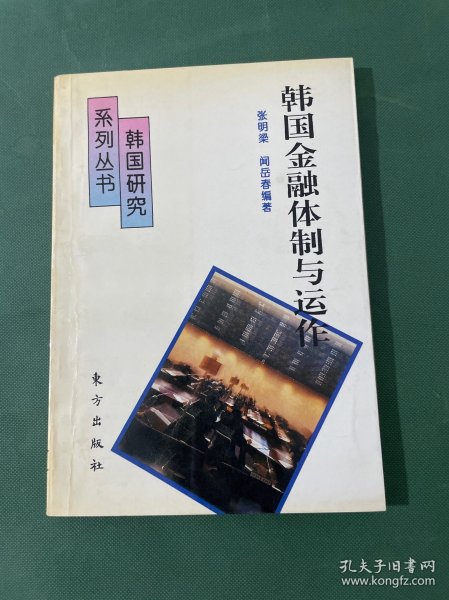 韩国金融体制与运作
张明梁 闻岳春编著
韩国研究
系列丛书
東方出版社
孔夫子旧书网
www.kongfz.com